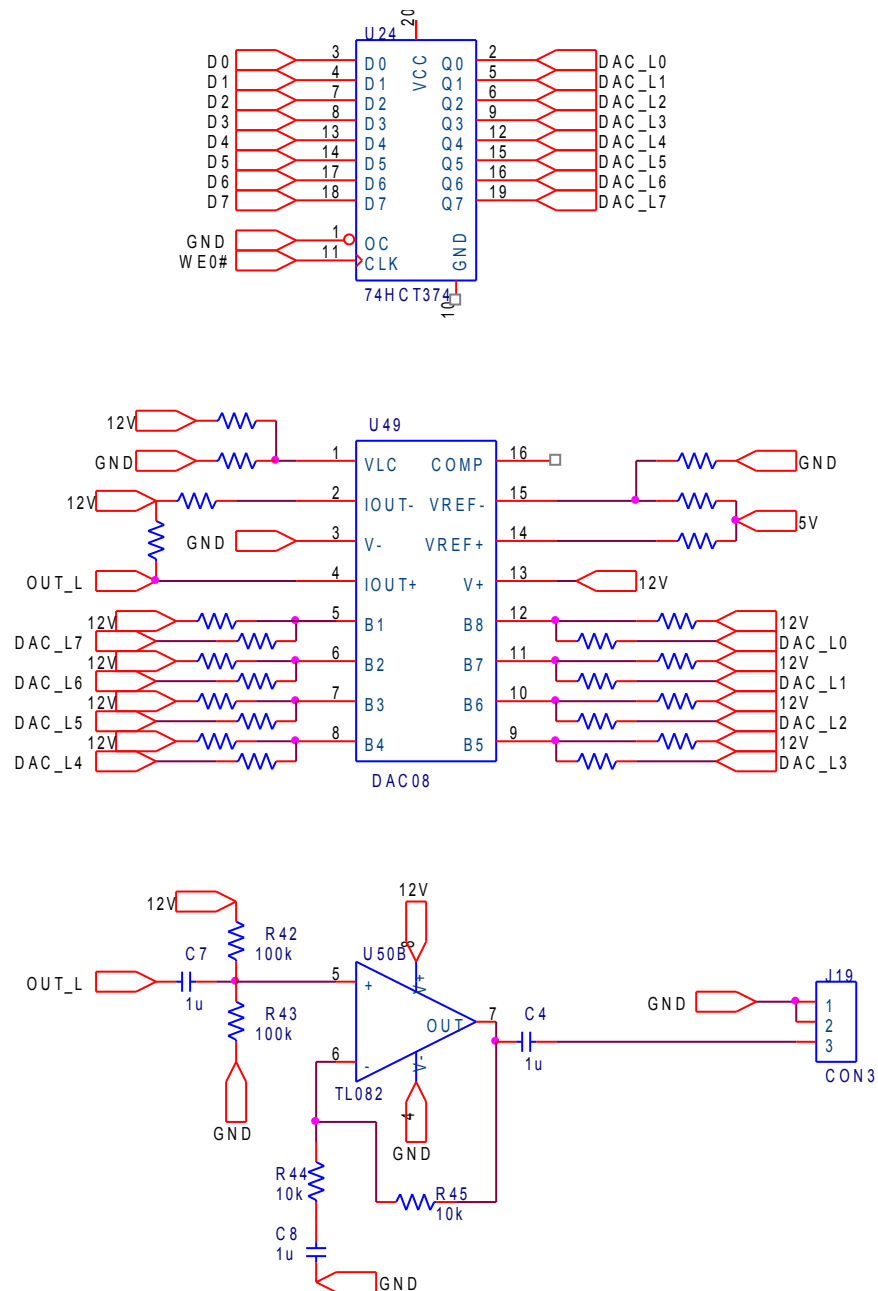 20
U24
D0 3 D0 VCC Q0 2 DAC_L0
D1 4 D1 Q1 5 DAC_L1
D2 7 D2 Q2 6 DAC_L2
D3 8 D3 Q3 9 DAC_L3
D4 13 D4 Q4 12 DAC_L4
D5 14 D5 Q5 15 DAC_L5
D6 17 D6 Q6 16 DAC_L6
D7 18 D7 Q7 19 DAC_L7
GND 1 OC GND
WE0# 11 CLK
74HCT374
10
U49
12V
GND 1 VLC COMP 16 GND
12V 2 IOUT- VREF- 15
5V
GND 3 V- VREF+ 14
OUT_L 4 IOUT+ V+ 13 12V
12V 5 B1 B8 12 12V
DAC_L7 DAC_L0
12V 6 B2 B7 11 12V
DAC_L6 DAC_L1
12V 7 B3 B6 10 12V
DAC_L5 DAC_L2
12V 8 B4 B5 9 12V
DAC_L4 DAC_L3
DAC08
12V
12V
R42
100k
8
U50B
C7
OUT_L 5 + V+ J19
1u
GND 1
R43
100k
OUT 7 C4 2
6 - V- 1u 3
TL082 CON3
4
GND
GND
R44
10k
R45
10k
C8
1u
GND